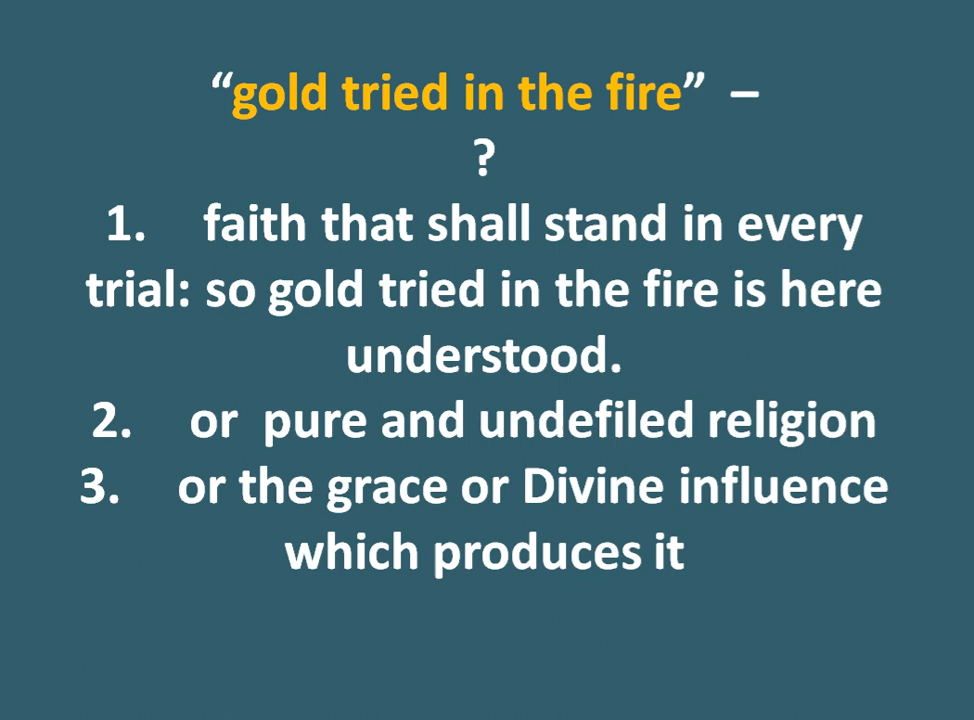 “gold tried in the fire” –
?
1. faith that shall stand in every
trial: so gold tried in the fire is here
understood.
2. or pure and undefiled religion
3. or the grace or Divine influence
which produces it